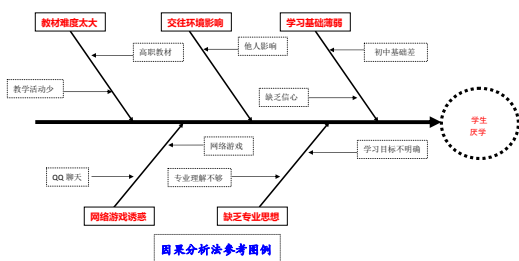 教材难度太大
交往环境影响
学习基础薄弱
高职教材
他人影响
初中基础差
教学活动少
缺乏信心
学生
厌学
网络游戏
学习目标不明确
QQ聊天
专业理解不够
网络游戏诱惑
缺乏专业思想
因果分析法参考图例